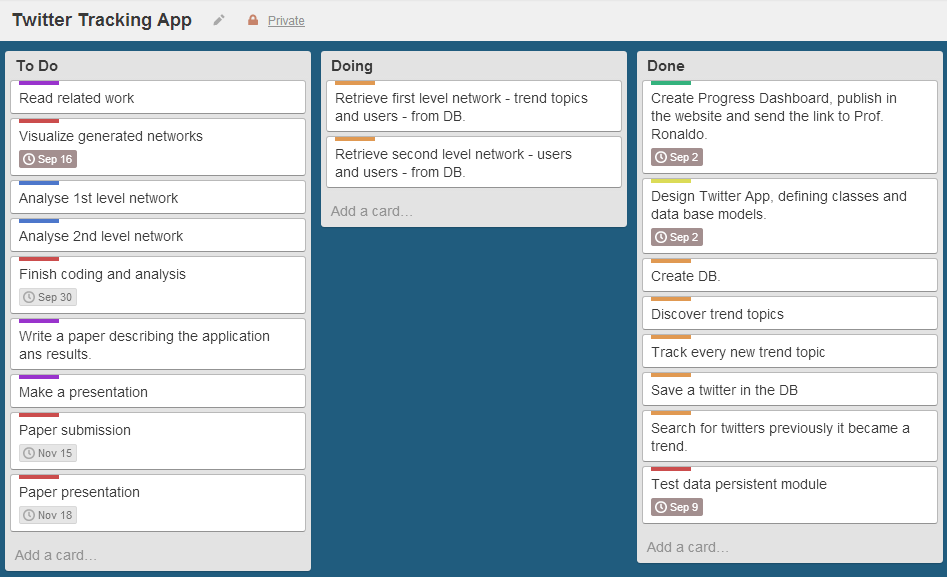 Twitter Tracking App Private
To Do
Read related work
Visualize generated networks
Sep 16
Analyse 1st level network
Analyse 2nd level network
Finish coding and analysis
Sep 30
Write a paper describing the application
ans results.
Make a presentation
Paper submission
Nov 15
Paper presentation
Nov 18
Add a card…
Doing
Retrieve first level network - trend topics
and users - from DB.
Retrieve second level network - users
and users - from DB.
Add a card…
Done
Create Progress Dashboard, publish in
the website and send the link to Prof.
Ronaldo.
Sep 2
Design Twitter App, defining classes and
data base models.
Sep 2
Create DB.
Discover trend topics
Track every new trend topic
Save a twitter in the DB
Search for twitters previously it became a
trend.
Test data persistent module
Sep 9
Add a card…